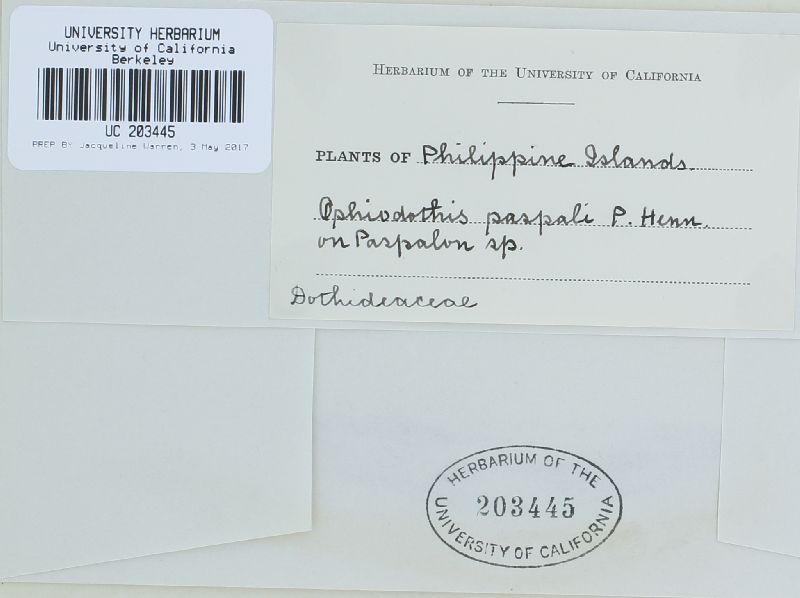 UNIVERSITY HERBARIUM
University of California
Berkeley
UC 203445
PREP BY Jacqueline Warren, 3 May 2017
HERBARIUM OF THE UNIVERSITY OF CALIFORNIA
PLANTS OF Philippine Islands
Ophiodothis paspali P. Henn.
on Paspalon sp.
Dothideaceae
HERBARIUM OF THE
203445
UNIVERSITY OF CALIFORNIA